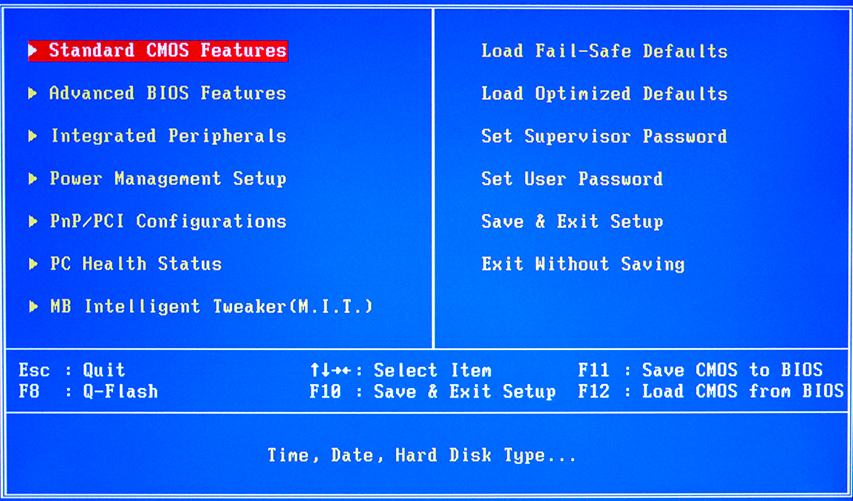 Standard CMOS Features
Advanced BIOS Features
Integrated Peripherals
Power Management Setup
PnP/PCI Configurations
PC Health Status
MB Intelligent Tweaker(M.I.T.)
Load Fail-Safe Defaults
Load Optimized Defaults
Set Supervisor Password
Set User Password
Save & Exit Setup
Exit Without Saving
Esc : Quit ↑↓→←: Select Item F11 : Save CMOS to BIOS
F8 : Q-Flash F10 : Save & Exit Setup F12 : Load CMOS from BIOS
Time, Date, Hard Disk Type...